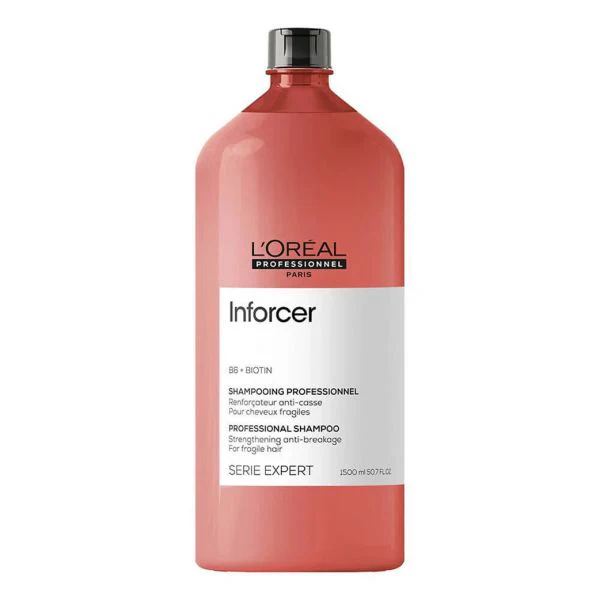 L'ORÉAL
PROFESSIONNEL
PARIS
Inforcer
B6 + BIOTIN
SHAMPOOING PROFESSIONNEL
Renforçateur anti-casse
Pour cheveux fragiles
PROFESSIONAL SHAMPOO
Strengthening anti-breakage
For fragile hair
SERIE EXPERT
1500 ml 50.7 FL.OZ